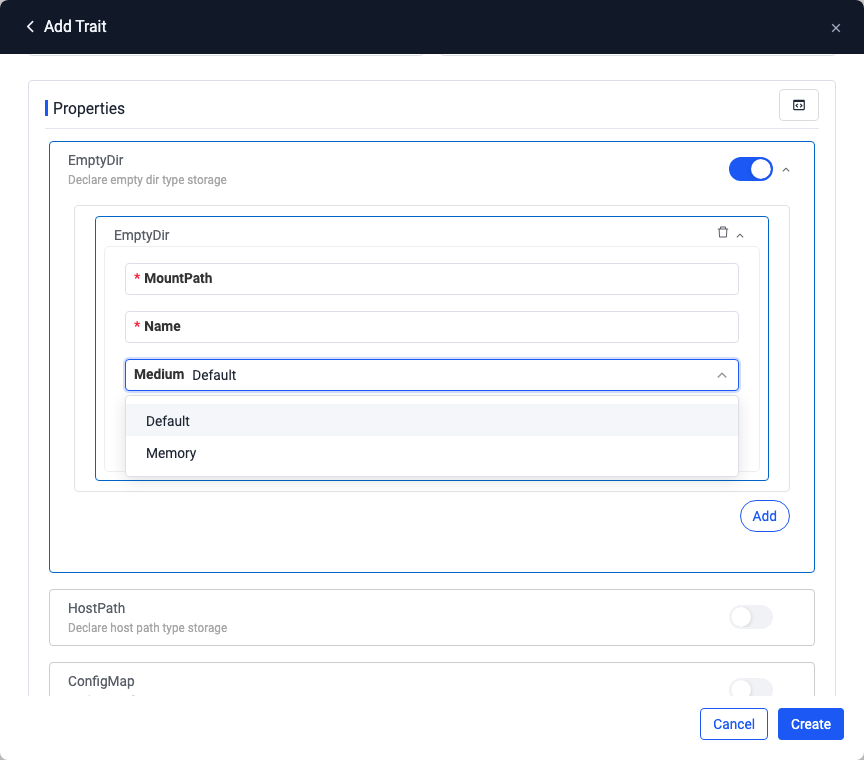 Add Trait
Properties
EmptyDir
Declare empty dir type storage
EmptyDir
* MountPath
* Name
Medium Default
Default
Memory
Add
HostPath
Declare host path type storage
ConfigMap
Cancel Create